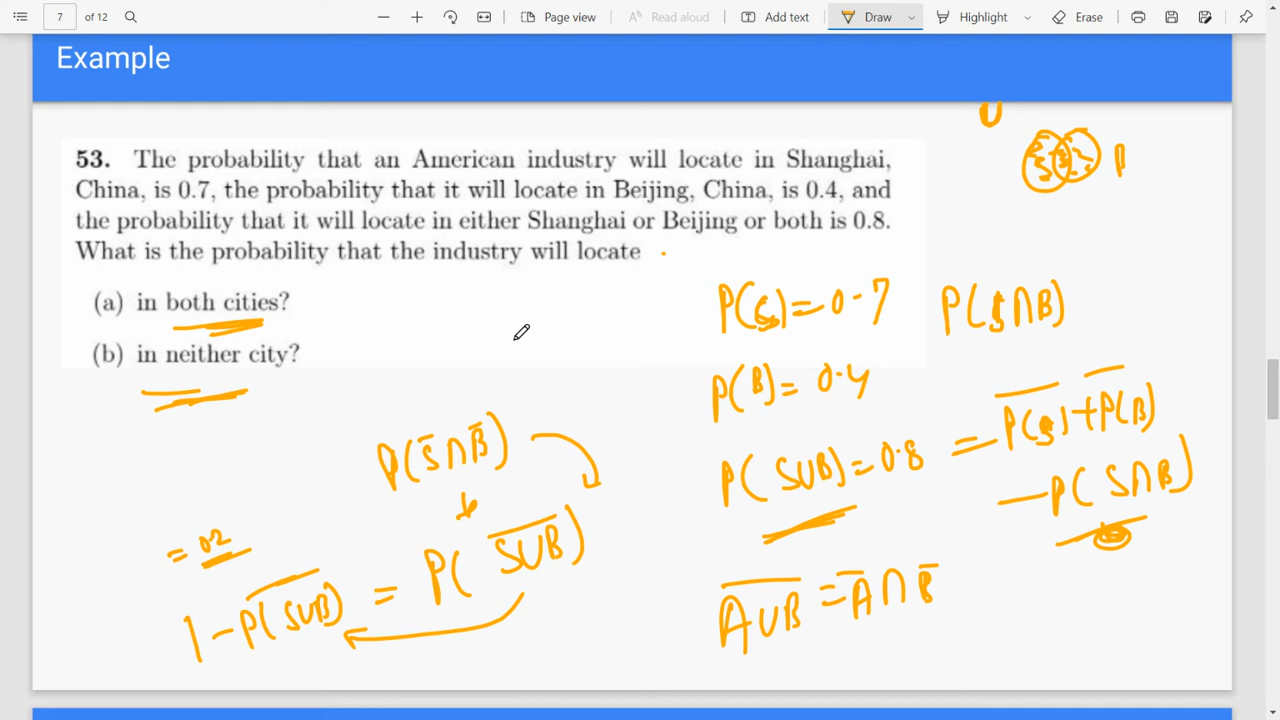 7 of 12 Page view Read aloud Add text Draw Highlight Erase
Example
53. The probability that an American industry will locate in Shanghai,
China, is 0.7, the probability that it will locate in Beijing, China, is 0.4, and
the probability that it will locate in either Shanghai or Beijing or both is 0.8.
What is the probability that the industry will locate
(a) in both cities?
(b) in neither city?
P(S)=0.7 P(S∩B)
P(B)=0.4
P(S∪B)=0.8 = P(S)+P(B)
-P(S∩B)
P(S̅∩B̅)
= P(\overline{S∪B})
= 0.2
1-P(S∪B)
\overline{A∪B} = A̅∩B̅